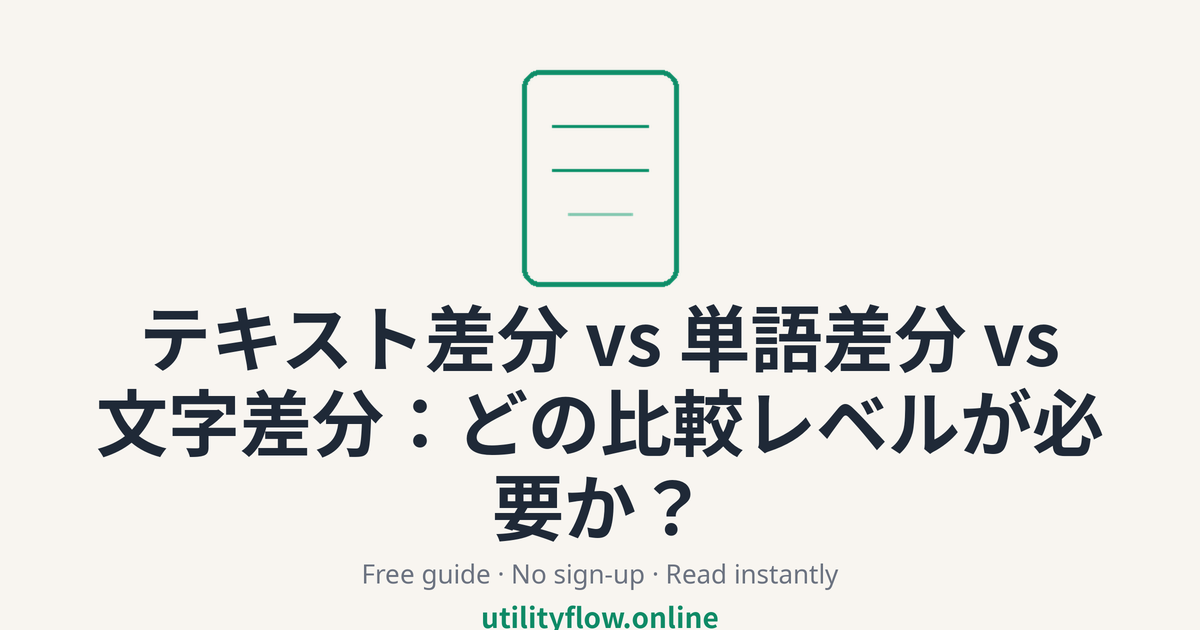 テキスト差分 vs 単語差分 vs
文字差分：どの比較レベルが必
要か？
Free guide · No sign-up · Read instantly
utilityflow.online